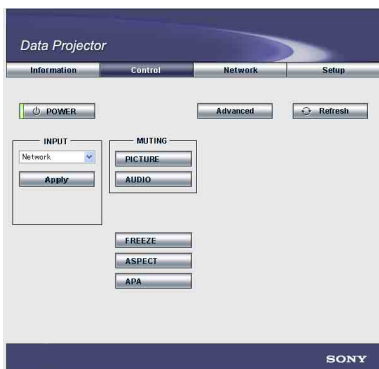 Data Projector
Information Control Network Setup
POWER Advanced Refresh
INPUT MUTING
Network PICTURE
Apply AUDIO
FREEZE
ASPECT
APA
SONY